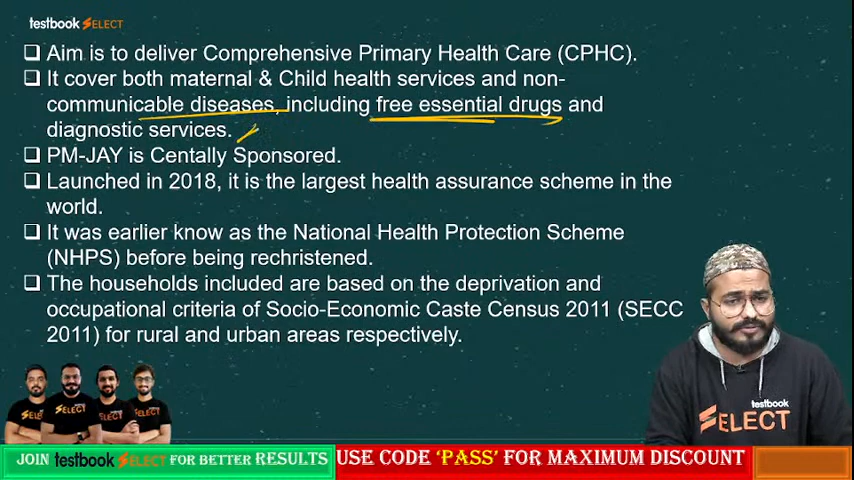 testbook SELECT
❑ Aim is to deliver Comprehensive Primary Health Care (CPHC).
❑ It cover both maternal & Child health services and non-
communicable diseases, including free essential drugs and
diagnostic services.
❑ PM-JAY is Centally Sponsored.
❑ Launched in 2018, it is the largest health assurance scheme in the
world.
❑ It was earlier know as the National Health Protection Scheme
(NHPS) before being rechristened.
❑ The households included are based on the deprivation and
occupational criteria of Socio-Economic Caste Census 2011 (SECC
2011) for rural and urban areas respectively.
testbook
SELECT
SELECT
JOIN testbook SELECT FOR BETTER RESULTS
USE CODE 'PASS' FOR MAXIMUM DISCOUNT